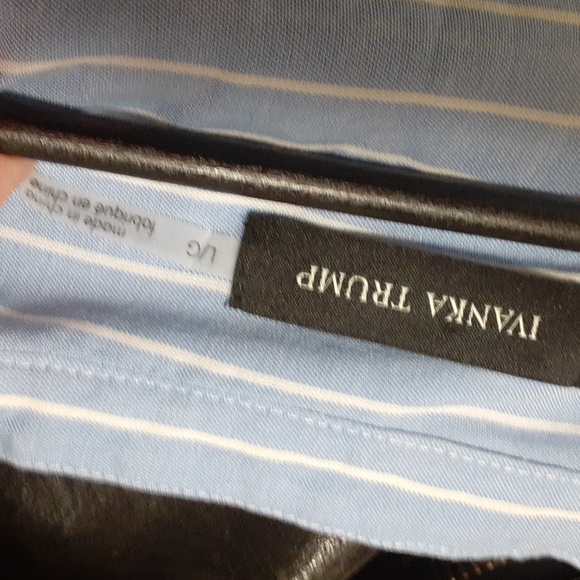 IVANKA TRUMP
L/G
made in china
fabriqué en chine